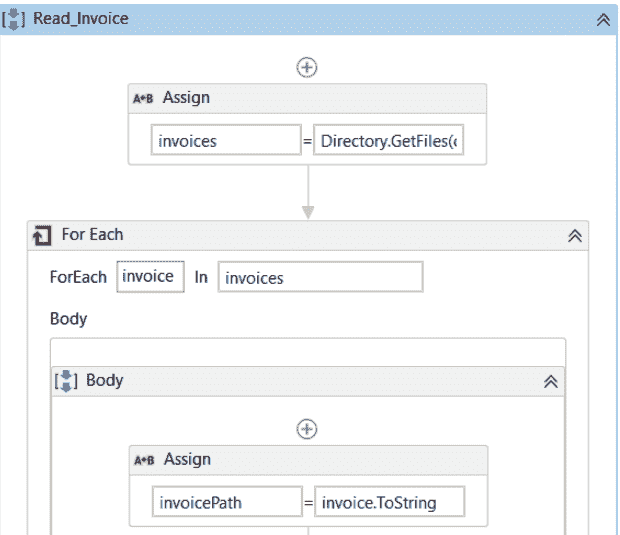 Read_Invoice
A+B Assign
invoices = Directory.GetFiles(
For Each
ForEach invoice In invoices
Body
Body
A+B Assign
invoicePath = invoice.ToString